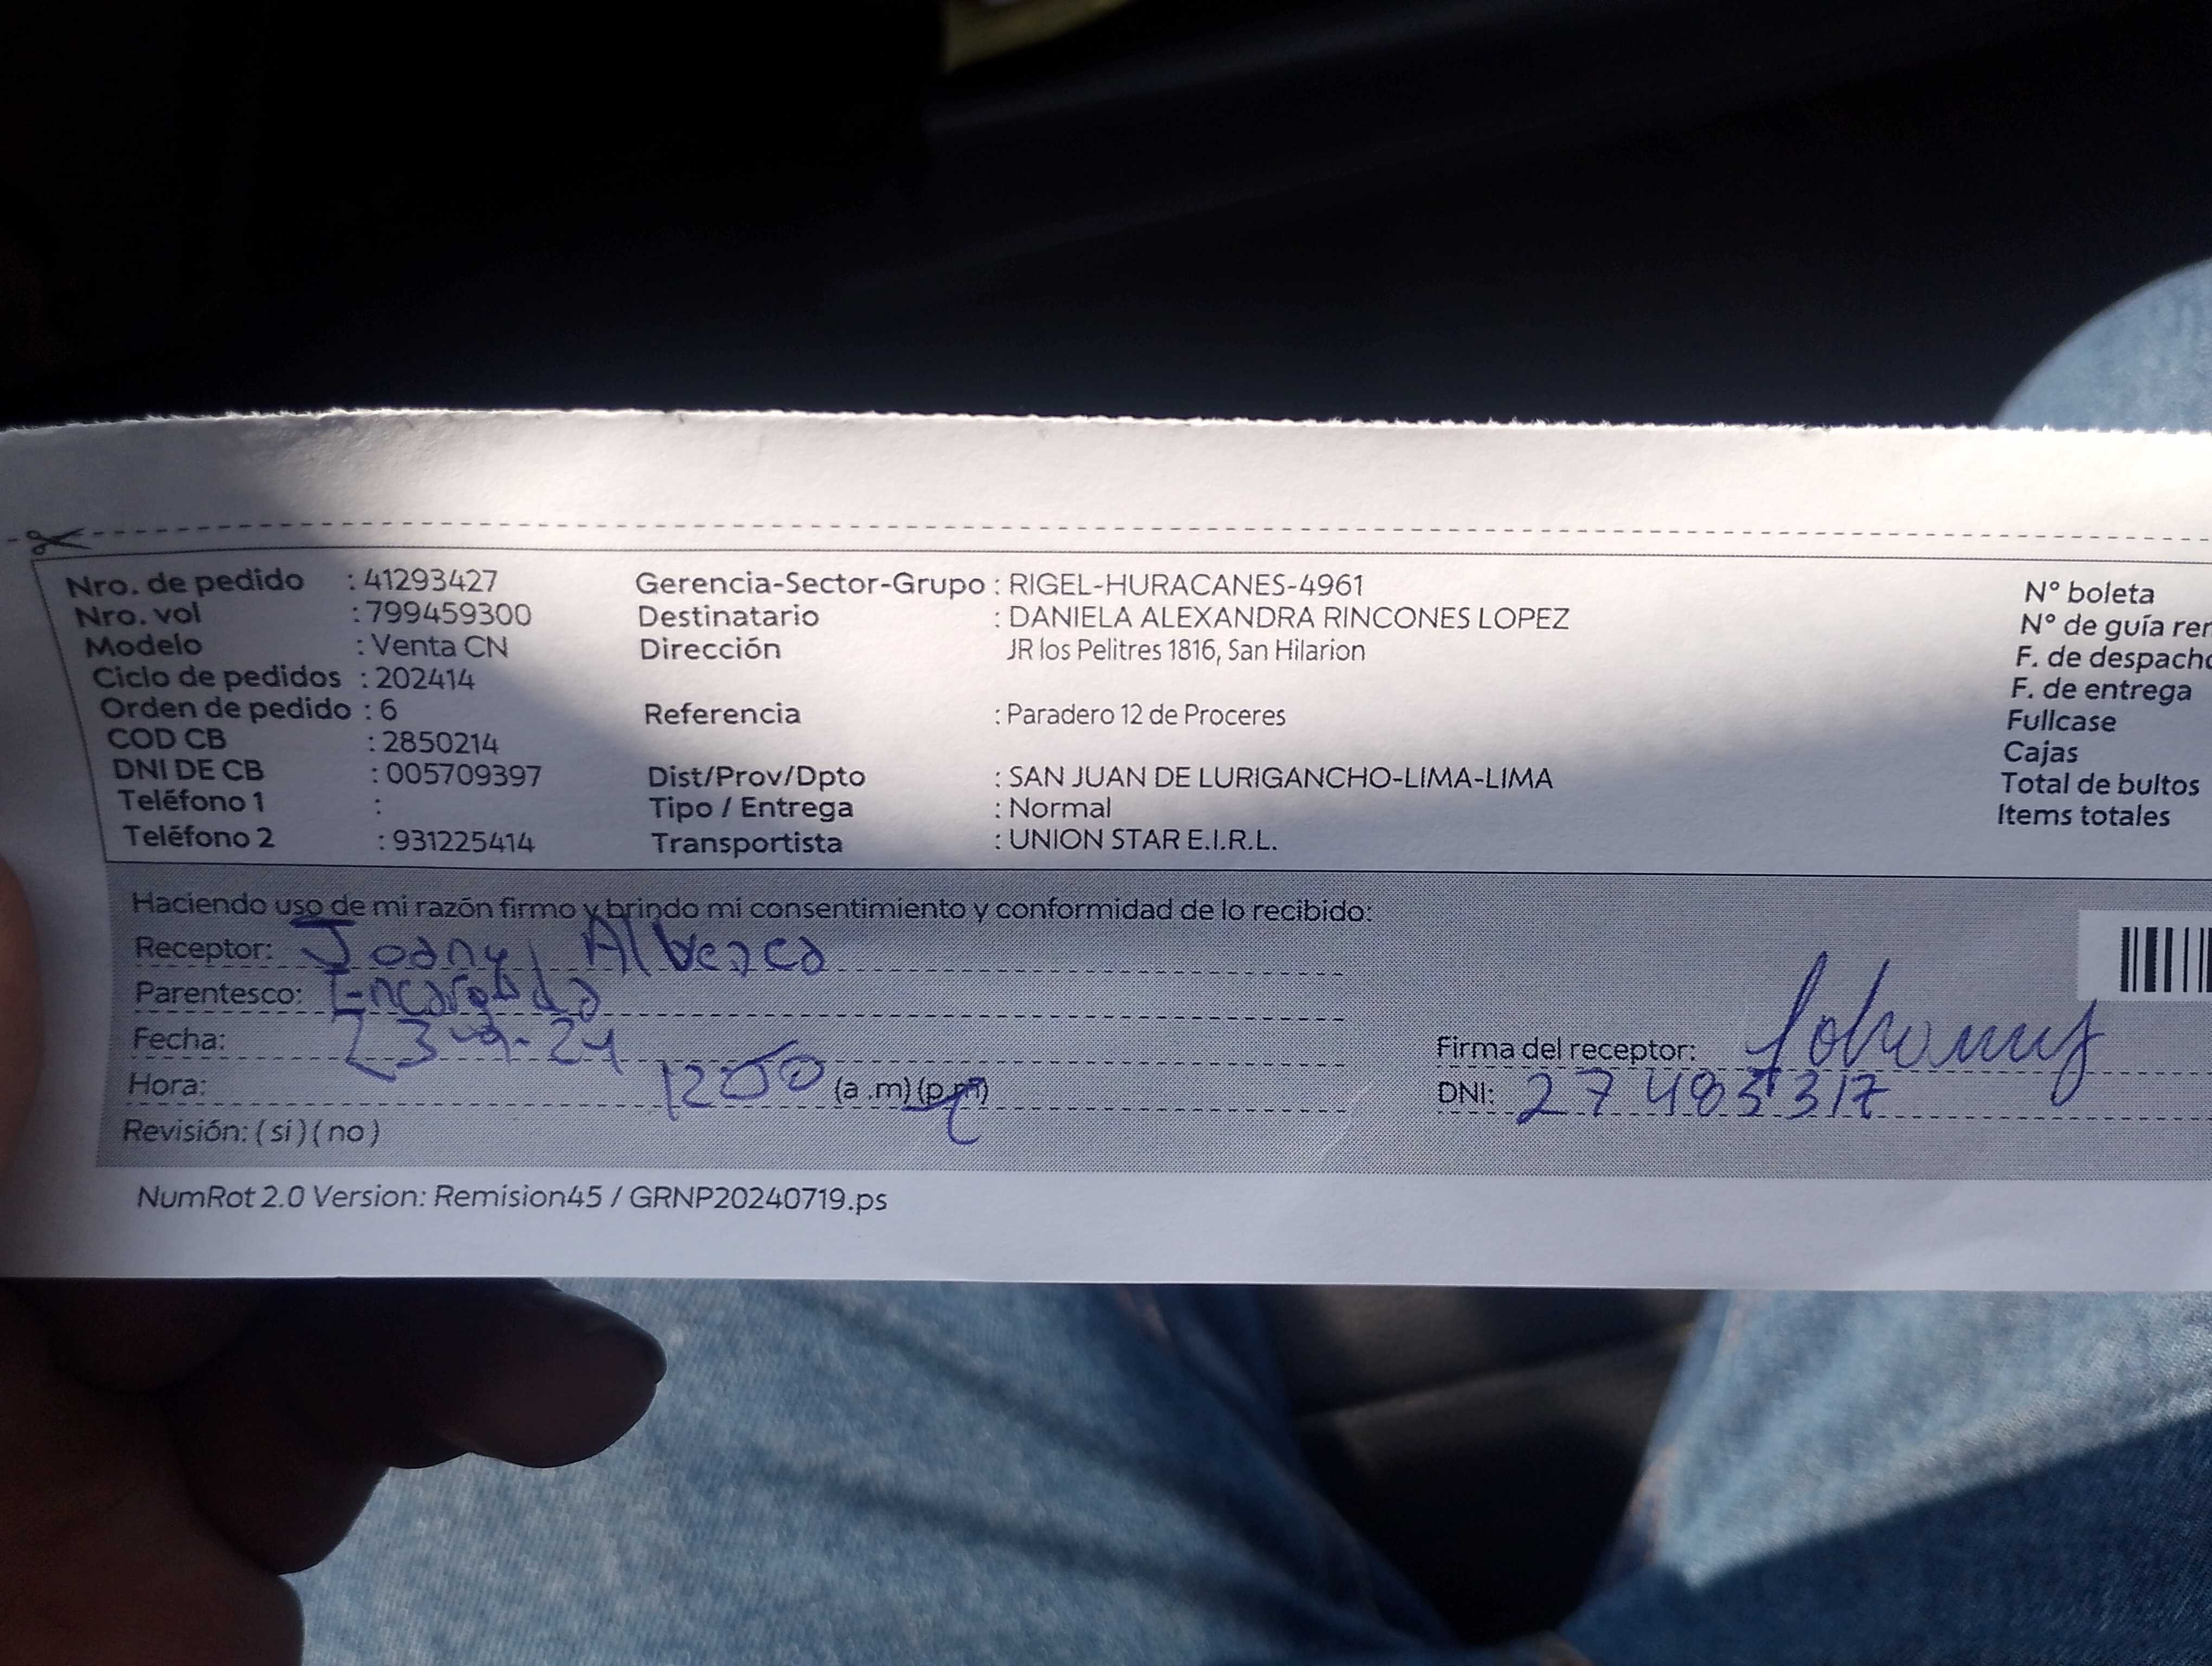 Nro. de pedido : 41293427
Nro. vol : 799459300
Modelo : Venta CN
Ciclo de pedidos : 202414
Orden de pedido : 6
COD CB : 2850214
DNI DE CB : 005709397
Teléfono 1 :
Teléfono 2 : 931225414
Gerencia-Sector-Grupo : RIGEL-HURACANES-4961
Destinatario : DANIELA ALEXANDRA RINCONES LOPEZ
Dirección JR los Pelitres 1816, San Hilarion
Referencia : Paradero 12 de Proceres
Dist/Prov/Dpto : SAN JUAN DE LURIGANCHO-LIMA-LIMA
Tipo / Entrega : Normal
Transportista : UNION STAR E.I.R.L.
N° boleta
N° de guía rem
F. de despacho
F. de entrega
Fullcase
Cajas
Total de bultos
Items totales
Haciendo uso de mi razón firmo y brindo mi consentimiento y conformidad de lo recibido:
Receptor:
Parentesco: Encargada
Fecha: 23-9-24
Hora: 1200 (a .m) (p.m)
Revisión: ( si ) ( no )
Firma del receptor:
DNI:
NumRot 2.0 Version: Remision45 / GRNP20240719.ps